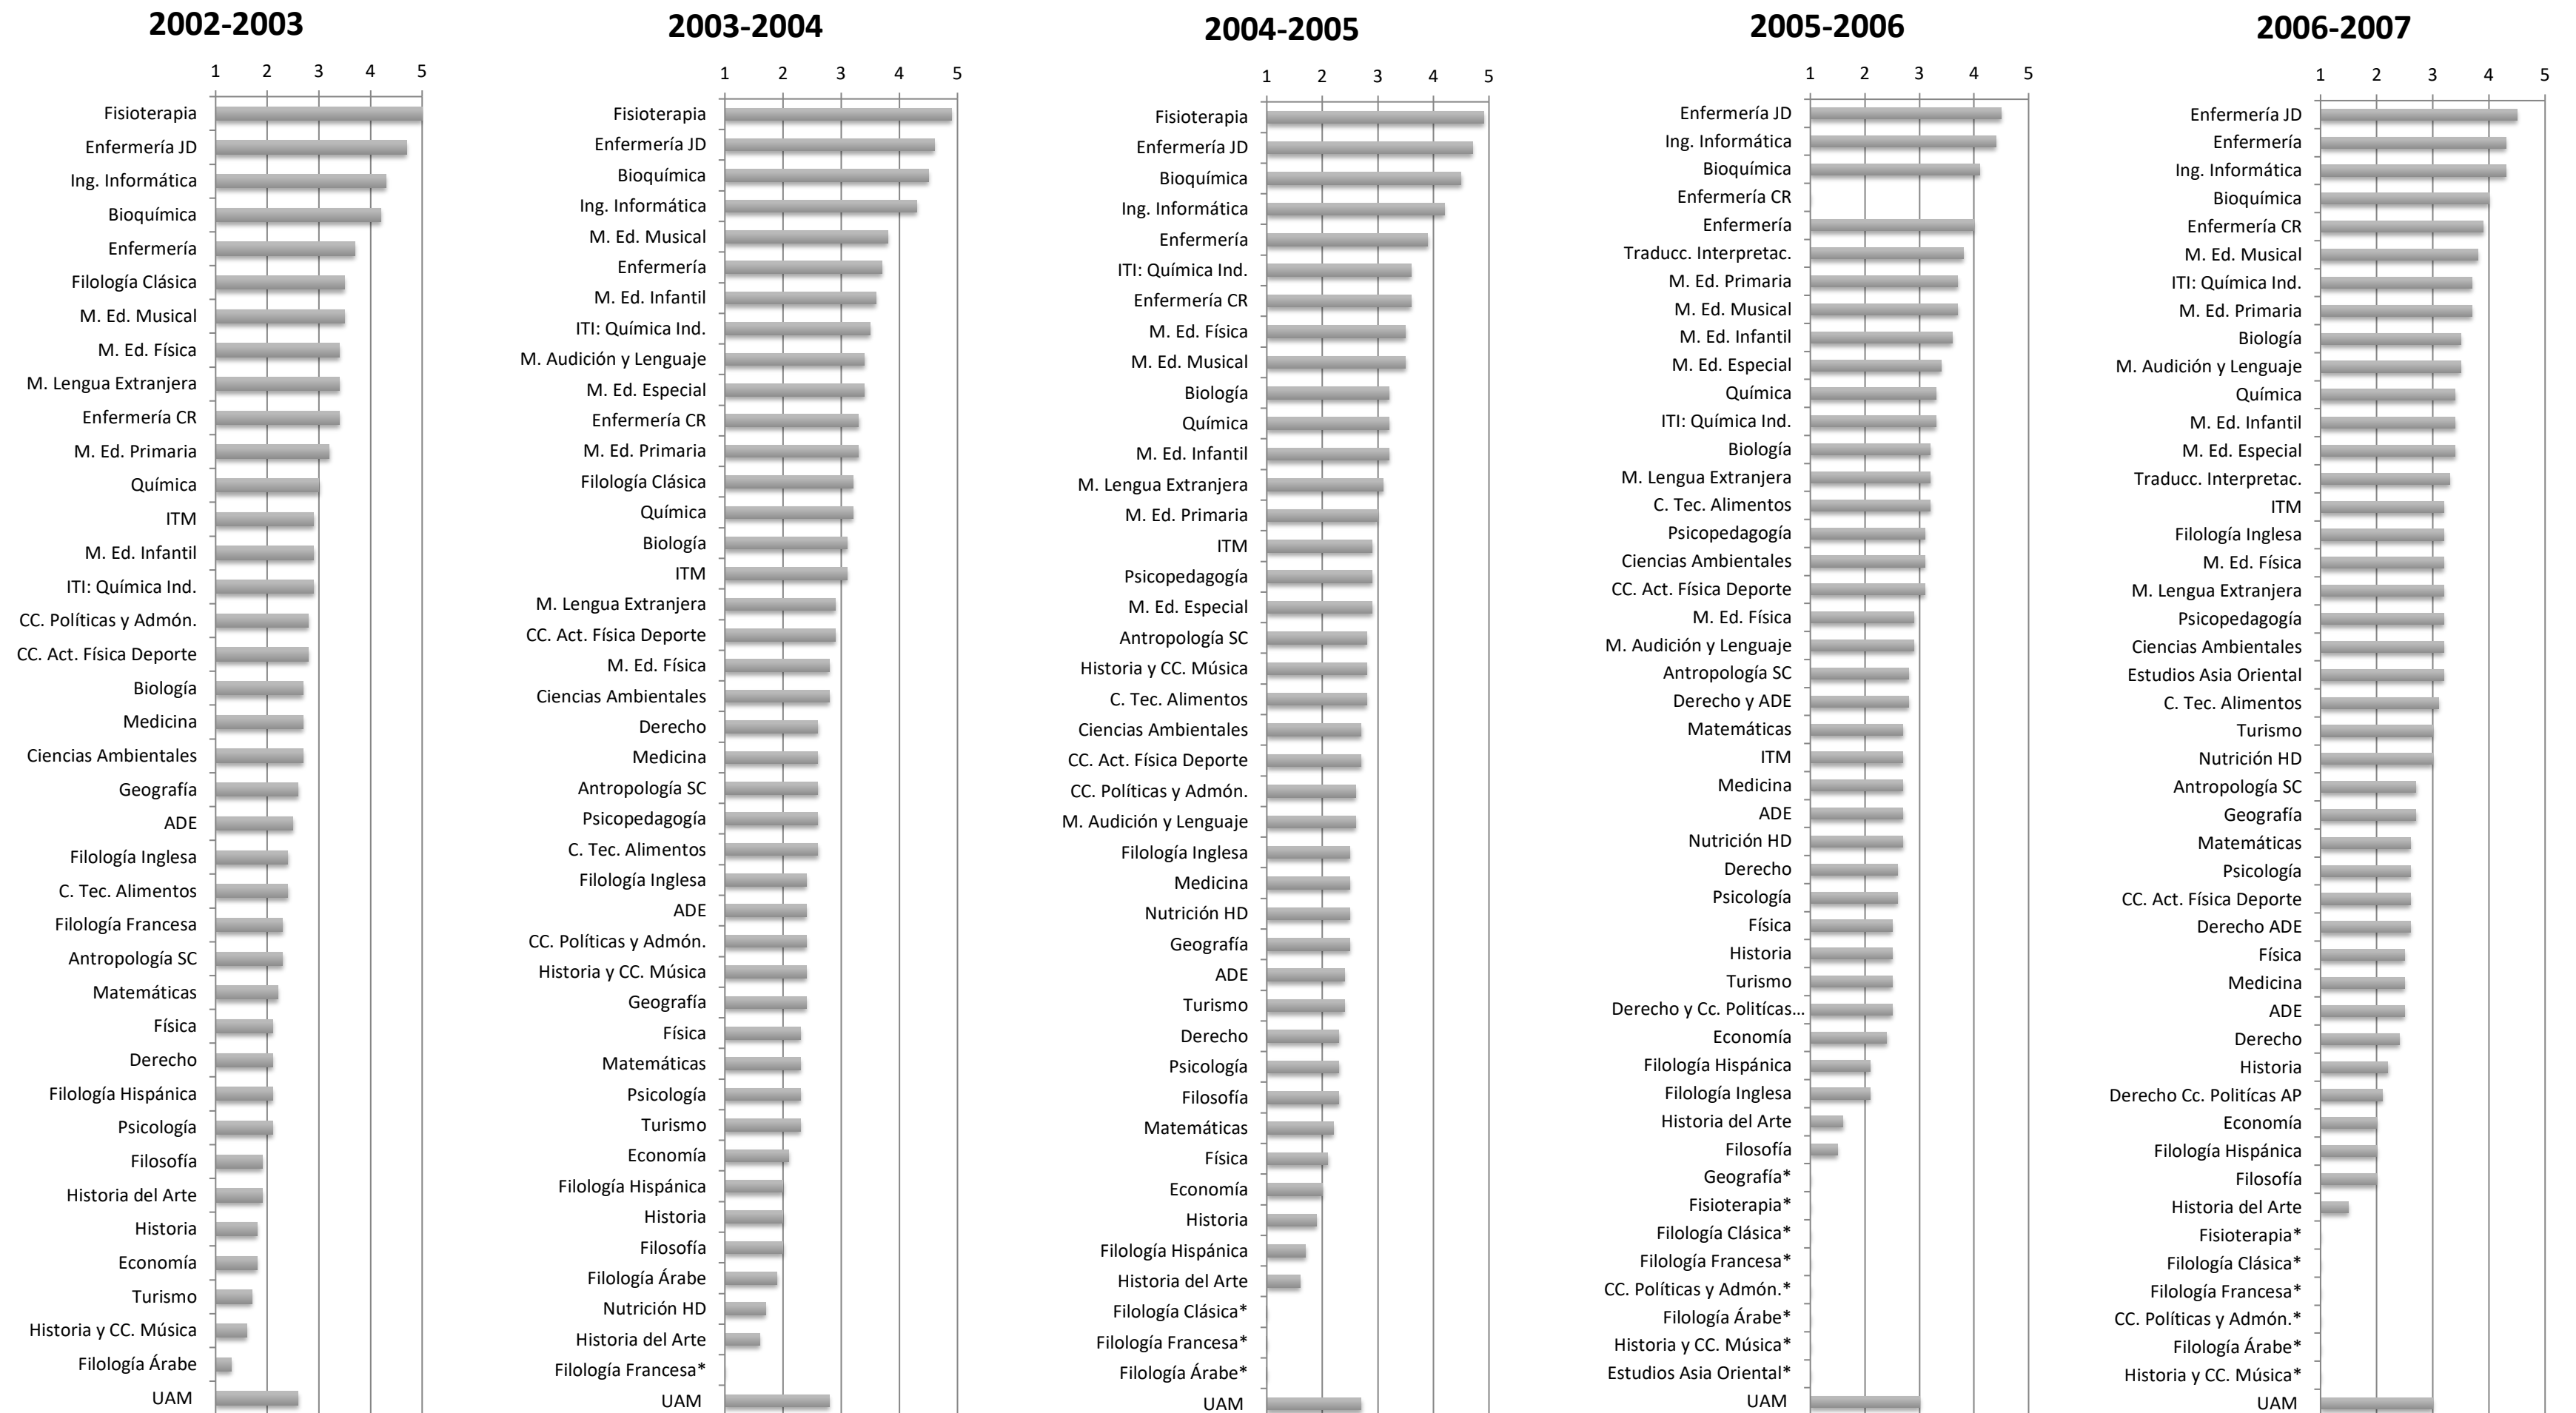 2002-2003
1 2 3 4 5
Fisioterapia
Enfermería JD
Ing. Informática
Bioquímica
Enfermería
Filología Clásica
M. Ed. Musical
M. Ed. Física
M. Lengua Extranjera
Enfermería CR
M. Ed. Primaria
Química
ITM
M. Ed. Infantil
ITI: Química Ind.
CC. Políticas y Admón.
CC. Act. Física Deporte
Biología
Medicina
Ciencias Ambientales
Geografía
ADE
Filología Inglesa
C. Tec. Alimentos
Filología Francesa
Antropología SC
Matemáticas
Física
Derecho
Filología Hispánica
Psicología
Filosofía
Historia del Arte
Historia
Economía
Turismo
Historia y CC. Música
Filología Árabe
UAM
2003-2004
1 2 3 4 5
Fisioterapia
Enfermería JD
Bioquímica
Ing. Informática
M. Ed. Musical
Enfermería
M. Ed. Infantil
ITI: Química Ind.
M. Audición y Lenguaje
M. Ed. Especial
Enfermería CR
M. Ed. Primaria
Filología Clásica
Química
Biología
ITM
M. Lengua Extranjera
CC. Act. Física Deporte
M. Ed. Física
Ciencias Ambientales
Derecho
Medicina
Antropología SC
Psicopedagogía
C. Tec. Alimentos
Filología Inglesa
ADE
CC. Políticas y Admón.
Historia y CC. Música
Geografía
Física
Matemáticas
Psicología
Turismo
Economía
Filología Hispánica
Historia
Filosofía
Filología Árabe
Nutrición HD
Historia del Arte
Filología Francesa*
UAM
2004-2005
1 2 3 4 5
Fisioterapia
Enfermería JD
Bioquímica
Ing. Informática
Enfermería
ITI: Química Ind.
Enfermería CR
M. Ed. Física
M. Ed. Musical
Biología
Química
M. Ed. Infantil
M. Lengua Extranjera
M. Ed. Primaria
ITM
Psicopedagogía
M. Ed. Especial
Antropología SC
Historia y CC. Música
C. Tec. Alimentos
Ciencias Ambientales
CC. Act. Física Deporte
CC. Políticas y Admón.
M. Audición y Lenguaje
Filología Inglesa
Medicina
Nutrición HD
Geografía
ADE
Turismo
Derecho
Psicología
Filosofía
Matemáticas
Física
Economía
Historia
Filología Hispánica
Historia del Arte
Filología Clásica*
Filología Francesa*
Filología Árabe*
UAM
2005-2006
1 2 3 4 5
Enfermería JD
Ing. Informática
Bioquímica
Enfermería CR
Enfermería
Traducc. Interpretac.
M. Ed. Primaria
M. Ed. Musical
M. Ed. Infantil
M. Ed. Especial
Química
ITI: Química Ind.
Biología
M. Lengua Extranjera
C. Tec. Alimentos
Psicopedagogía
Ciencias Ambientales
CC. Act. Física Deporte
M. Ed. Física
M. Audición y Lenguaje
Antropología SC
Derecho y ADE
Matemáticas
ITM
Medicina
ADE
Nutrición HD
Derecho
Psicología
Física
Historia
Turismo
Derecho y Cc. Politícas...
Economía
Filología Hispánica
Filología Inglesa
Historia del Arte
Filosofía
Geografía*
Fisioterapia*
Filología Clásica*
Filología Francesa*
CC. Políticas y Admón.*
Filología Árabe*
Historia y CC. Música*
Estudios Asia Oriental*
UAM
2006-2007
1 2 3 4 5
Enfermería JD
Enfermería
Ing. Informática
Bioquímica
Enfermería CR
M. Ed. Musical
ITI: Química Ind.
M. Ed. Primaria
Biología
M. Audición y Lenguaje
Química
M. Ed. Infantil
M. Ed. Especial
Traducc. Interpretac.
ITM
Filología Inglesa
M. Ed. Física
M. Lengua Extranjera
Psicopedagogía
Ciencias Ambientales
Estudios Asia Oriental
C. Tec. Alimentos
Turismo
Nutrición HD
Antropología SC
Geografía
Matemáticas
Psicología
CC. Act. Física Deporte
Derecho ADE
Física
Medicina
ADE
Derecho
Historia
Derecho Cc. Politícas AP
Economía
Filología Hispánica
Filosofía
Historia del Arte
Fisioterapia*
Filología Clásica*
Filología Francesa*
CC. Políticas y Admón.*
Filología Árabe*
Historia y CC. Música*
UAM